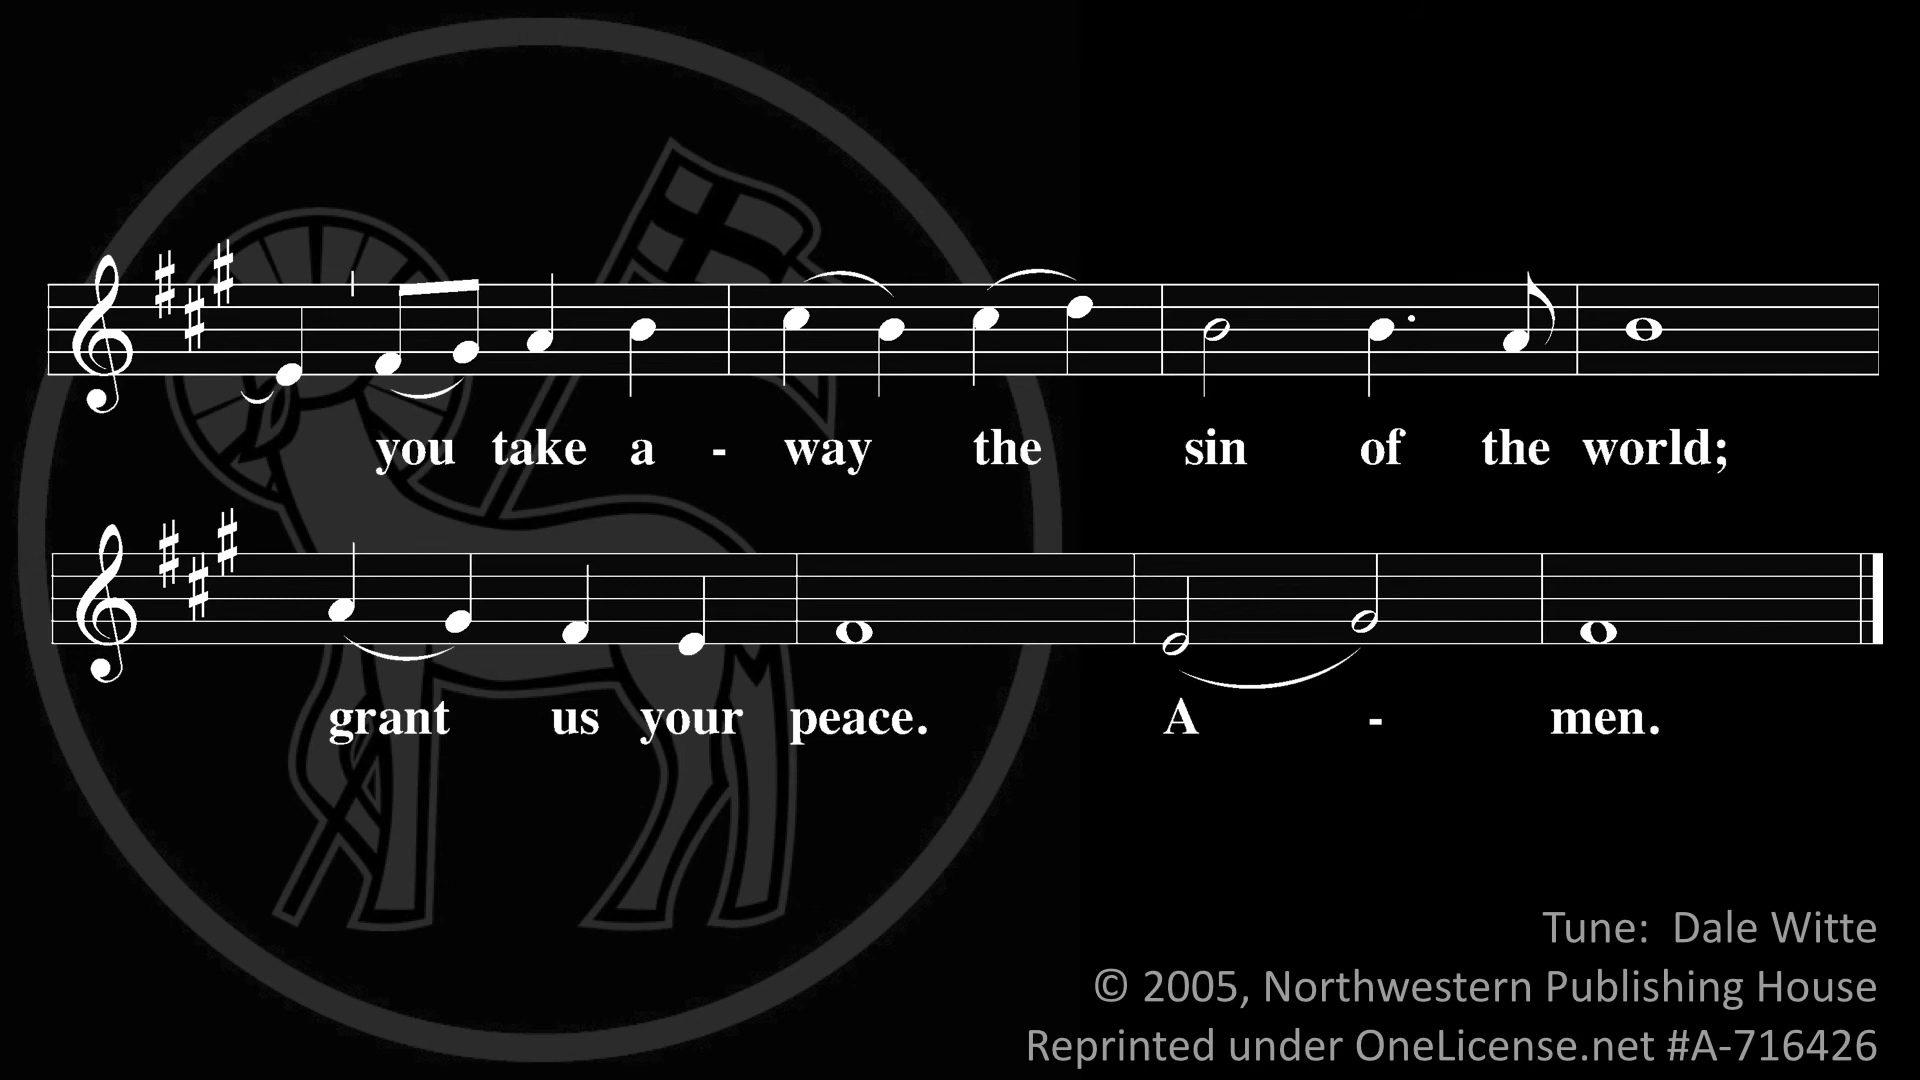 you take a - way the sin of the world;
grant us your peace. A - men.
Tune: Dale Witte
© 2005, Northwestern Publishing House
Reprinted under OneLicense.net #A-716426